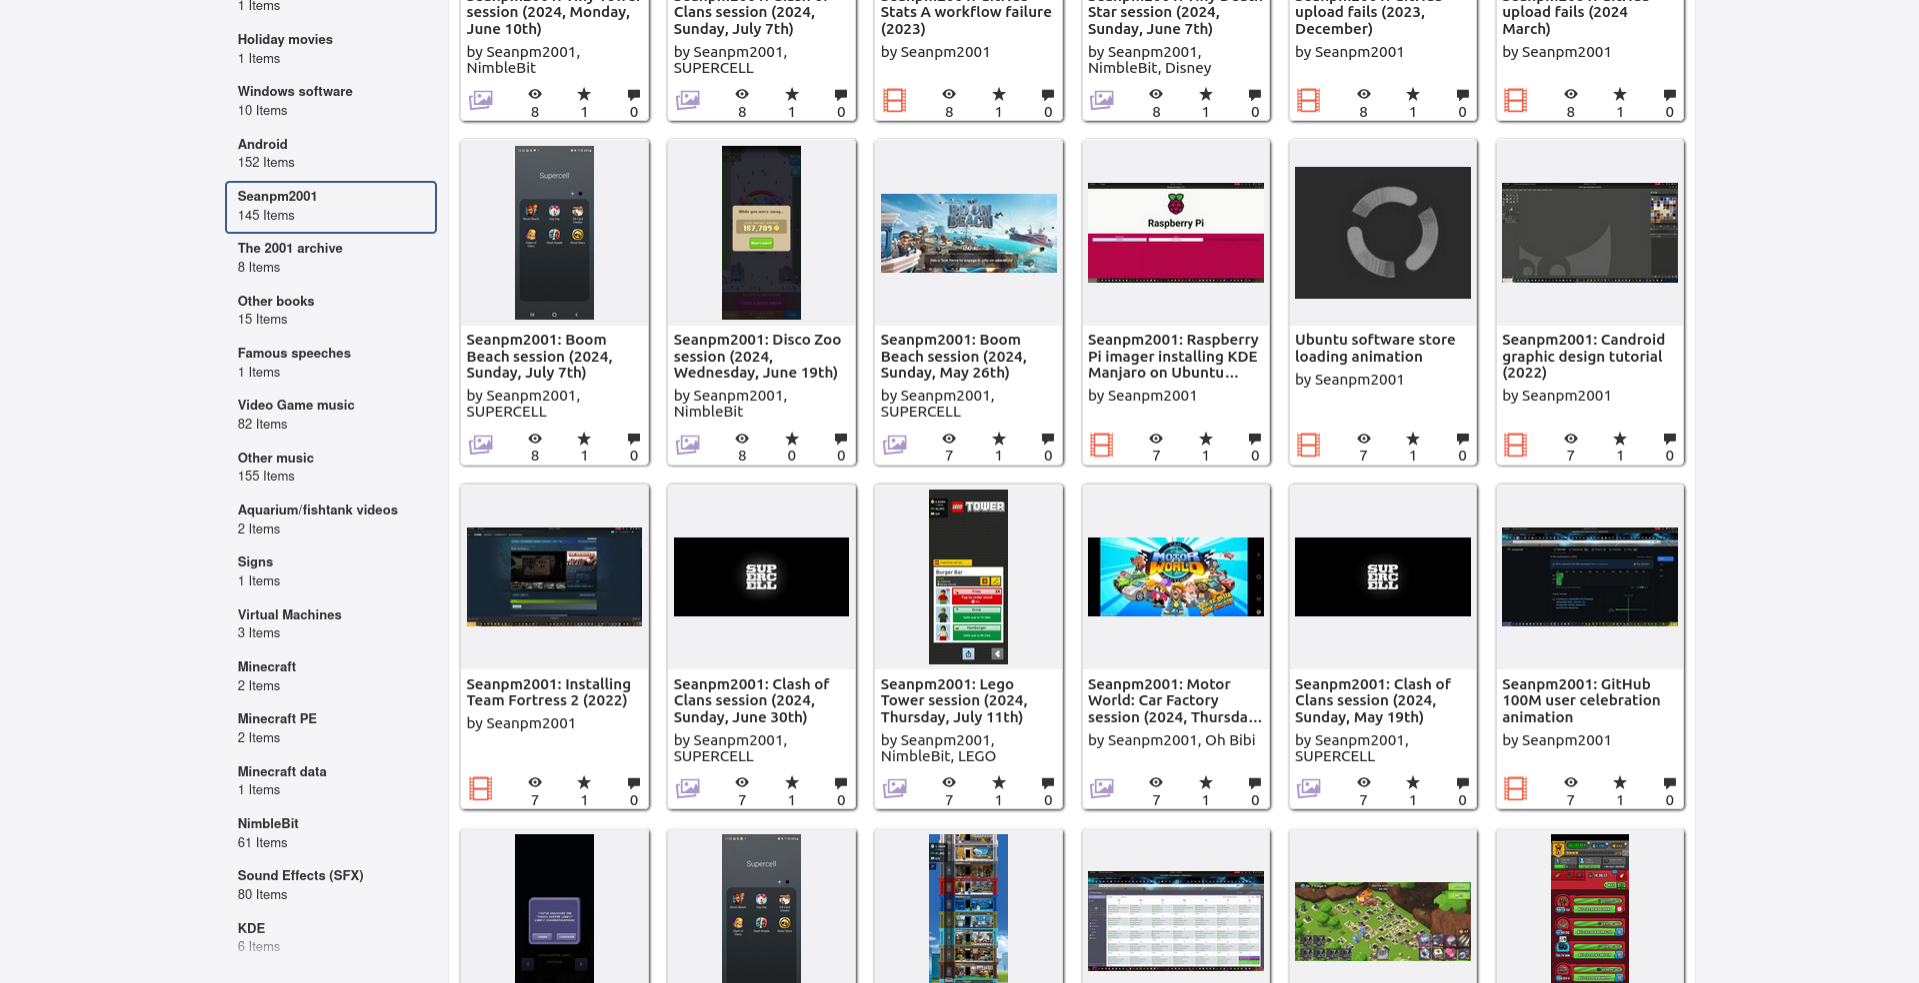 1 Items
Holiday movies
1 Items
Windows software
10 Items
Android
152 Items
Seanpm2001
145 Items
The 2001 archive
8 Items
Other books
15 Items
Famous speeches
1 Items
Video Game music
82 Items
Other music
155 Items
Aquarium/fishtank videos
2 Items
Signs
1 Items
Virtual Machines
3 Items
Minecraft
2 Items
Minecraft PE
2 Items
Minecraft data
1 Items
NimbleBit
61 Items
Sound Effects (SFX)
80 Items
KDE
6 Items
session (2024, Monday,
June 10th)
by Seanpm2001,
NimbleBit
8 1 0
Clans session (2024,
Sunday, July 7th)
by Seanpm2001,
SUPERCELL
8 1 0
Stats A workflow failure
(2023)
by Seanpm2001
8 1 0
Star session (2024,
Sunday, June 7th)
by Seanpm2001,
NimbleBit, Disney
8 1 0
upload fails (2023,
December)
by Seanpm2001
8 1 0
upload fails (2024
March)
by Seanpm2001
8 1 0
Supercell
Seanpm2001: Boom
Beach session (2024,
Sunday, July 7th)
by Seanpm2001,
SUPERCELL
8 1 0
187,709
Seanpm2001: Disco Zoo
session (2024,
Wednesday, June 19th)
by Seanpm2001,
NimbleBit
8 0 0
BOOM
BEACH
Seanpm2001: Boom
Beach session (2024,
Sunday, May 26th)
by Seanpm2001,
SUPERCELL
7 1 0
Raspberry Pi
Seanpm2001: Raspberry
Pi imager installing KDE
Manjaro on Ubuntu...
by Seanpm2001
7 1 0
Ubuntu software store
loading animation
by Seanpm2001
7 1 0
Seanpm2001: Candroid
graphic design tutorial
(2022)
by Seanpm2001
7 1 0
Seanpm2001: Installing
Team Fortress 2 (2022)
by Seanpm2001
7 1 0
SUP
ERC
ELL
Seanpm2001: Clash of
Clans session (2024,
Sunday, June 30th)
by Seanpm2001,
SUPERCELL
7 1 0
LEGO TOWER
Burger Bar
Seanpm2001: Lego
Tower session (2024,
Thursday, July 11th)
by Seanpm2001,
NimbleBit, LEGO
7 1 0
MOTOR
WORLD
Seanpm2001: Motor
World: Car Factory
session (2024, Thursda...
by Seanpm2001, Oh Bibi
7 1 0
SUP
ERC
ELL
Seanpm2001: Clash of
Clans session (2024,
Sunday, May 19th)
by Seanpm2001,
SUPERCELL
7 1 0
Seanpm2001: GitHub
100M user celebration
animation
by Seanpm2001
7 1 0
Supercell